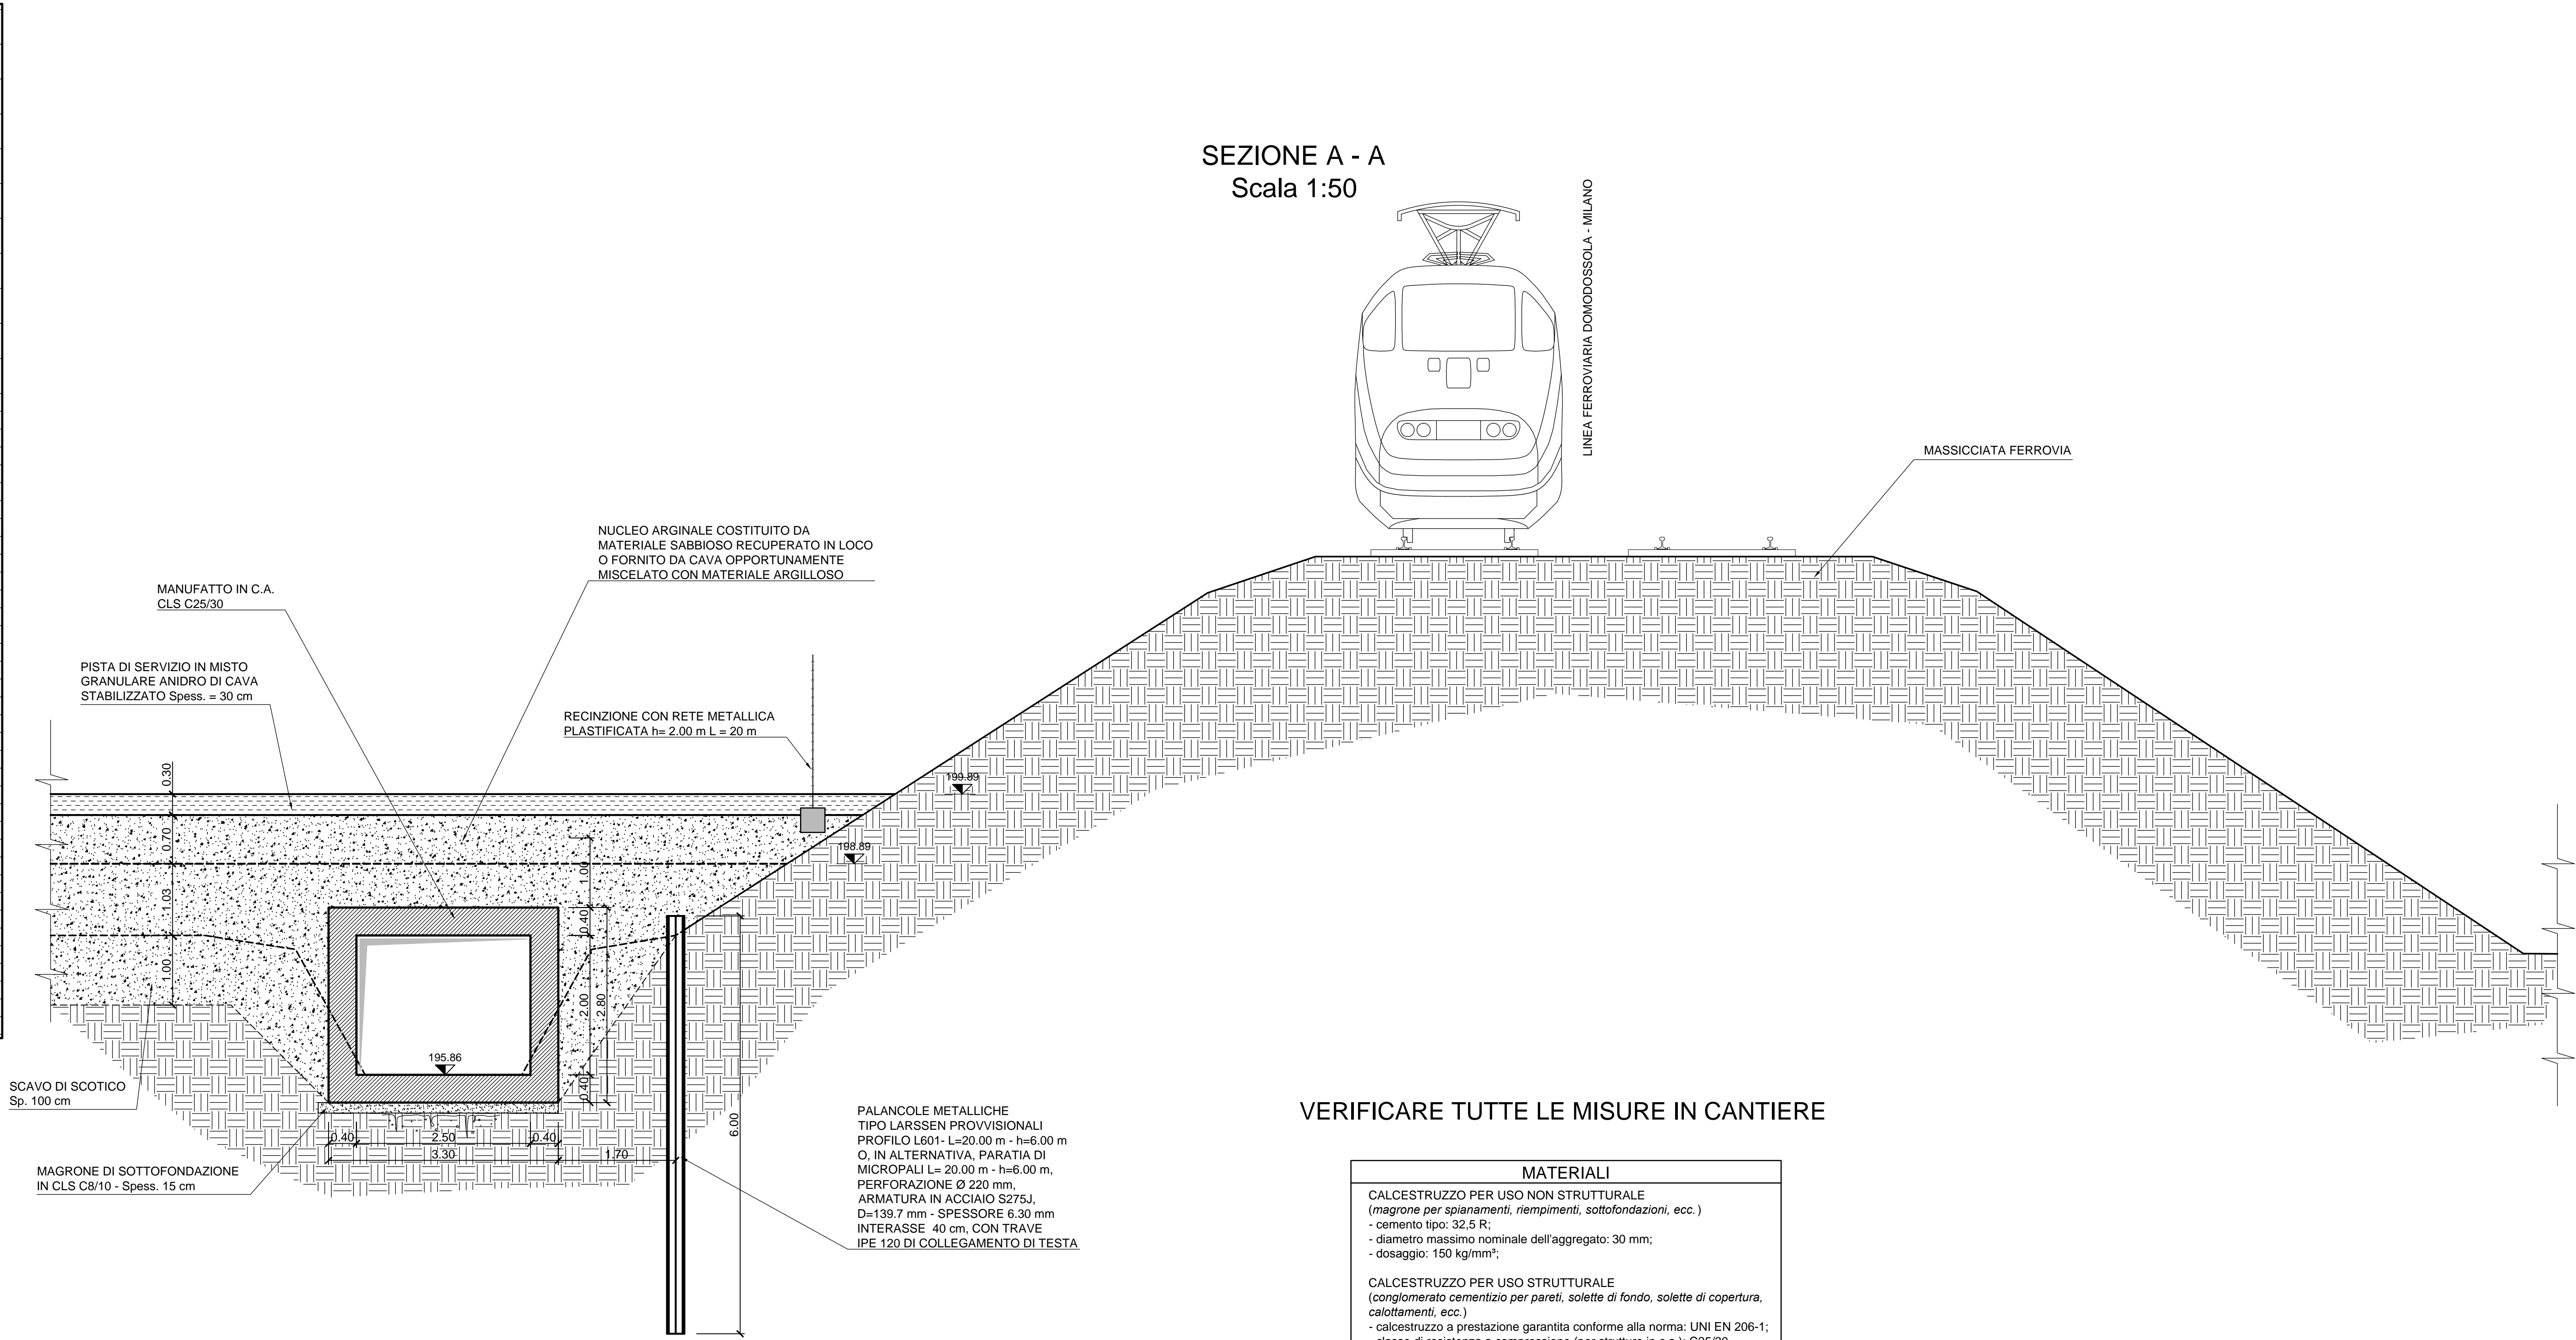 SEZIONE A - A
Scala 1:50
LINEA FERROVIARIA DOMODOSSOLA - MILANO
MASSICCIATA FERROVIA
NUCLEO ARGINALE COSTITUITO DA
MATERIALE SABBIOSO RECUPERATO IN LOCO
O FORNITO DA CAVA OPPORTUNAMENTE
MISCELATO CON MATERIALE ARGILLOSO
MANUFATTO IN C.A.
CLS C25/30
PISTA DI SERVIZIO IN MISTO
GRANULARE ANIDRO DI CAVA
STABILIZZATO Spess. = 30 cm
RECINZIONE CON RETE METALLICA
PLASTIFICATA h= 2.00 m L = 20 m
0.30
0.70
1.03
1.00
199.89
198.89
1.00
0.40
2.00
2.80
0.40
195.86
0.40
2.50
0.40
3.30
1.70
6.00
SCAVO DI SCOTICO
Sp. 100 cm
MAGRONE DI SOTTOFONDAZIONE
IN CLS C8/10 - Spess. 15 cm
PALANCOLE METALLICHE
TIPO LARSSEN PROVVISIONALI
PROFILO L601- L=20.00 m - h=6.00 m
O, IN ALTERNATIVA, PARATIA DI
MICROPALI L= 20.00 m - h=6.00 m,
PERFORAZIONE Ø 220 mm,
ARMATURA IN ACCIAIO S275J,
D=139.7 mm - SPESSORE 6.30 mm
INTERASSE 40 cm, CON TRAVE
IPE 120 DI COLLEGAMENTO DI TESTA
VERIFICARE TUTTE LE MISURE IN CANTIERE
MATERIALI
CALCESTRUZZO PER USO NON STRUTTURALE
(magrone per spianamenti, riempimenti, sottofondazioni, ecc.)
- cemento tipo: 32,5 R;
- diametro massimo nominale dell'aggregato: 30 mm;
- dosaggio: 150 kg/mm³;
CALCESTRUZZO PER USO STRUTTURALE
(conglomerato cementizio per pareti, solette di fondo, solette di copertura,
calottamenti, ecc.)
- calcestruzzo a prestazione garantita conforme alla norma: UNI EN 206-1;